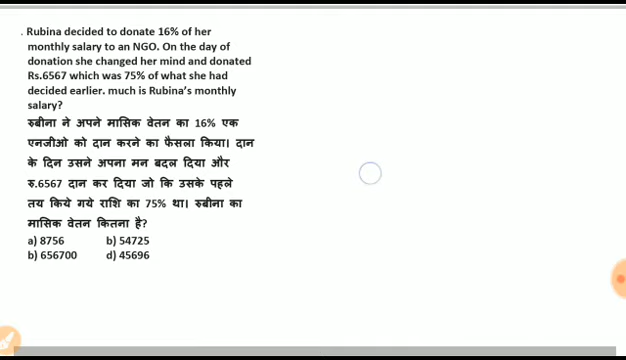 . Rubina decided to donate 16% of her
monthly salary to an NGO. On the day of
donation she changed her mind and donated
Rs.6567 which was 75% of what she had
decided earlier. much is Rubina's monthly
salary?
रुबीना ने अपने मासिक वेतन का 16% एक
एनजीओ को दान करने का फैसला किया। दान
के दिन उसने अपना मन बदल दिया और
रु.6567 दान कर दिया जो कि उसके पहले
तय किये गये राशि का 75% था। रुबीना का
मासिक वेतन कितना है?
a) 8756 b) 54725
b) 656700 d) 45696